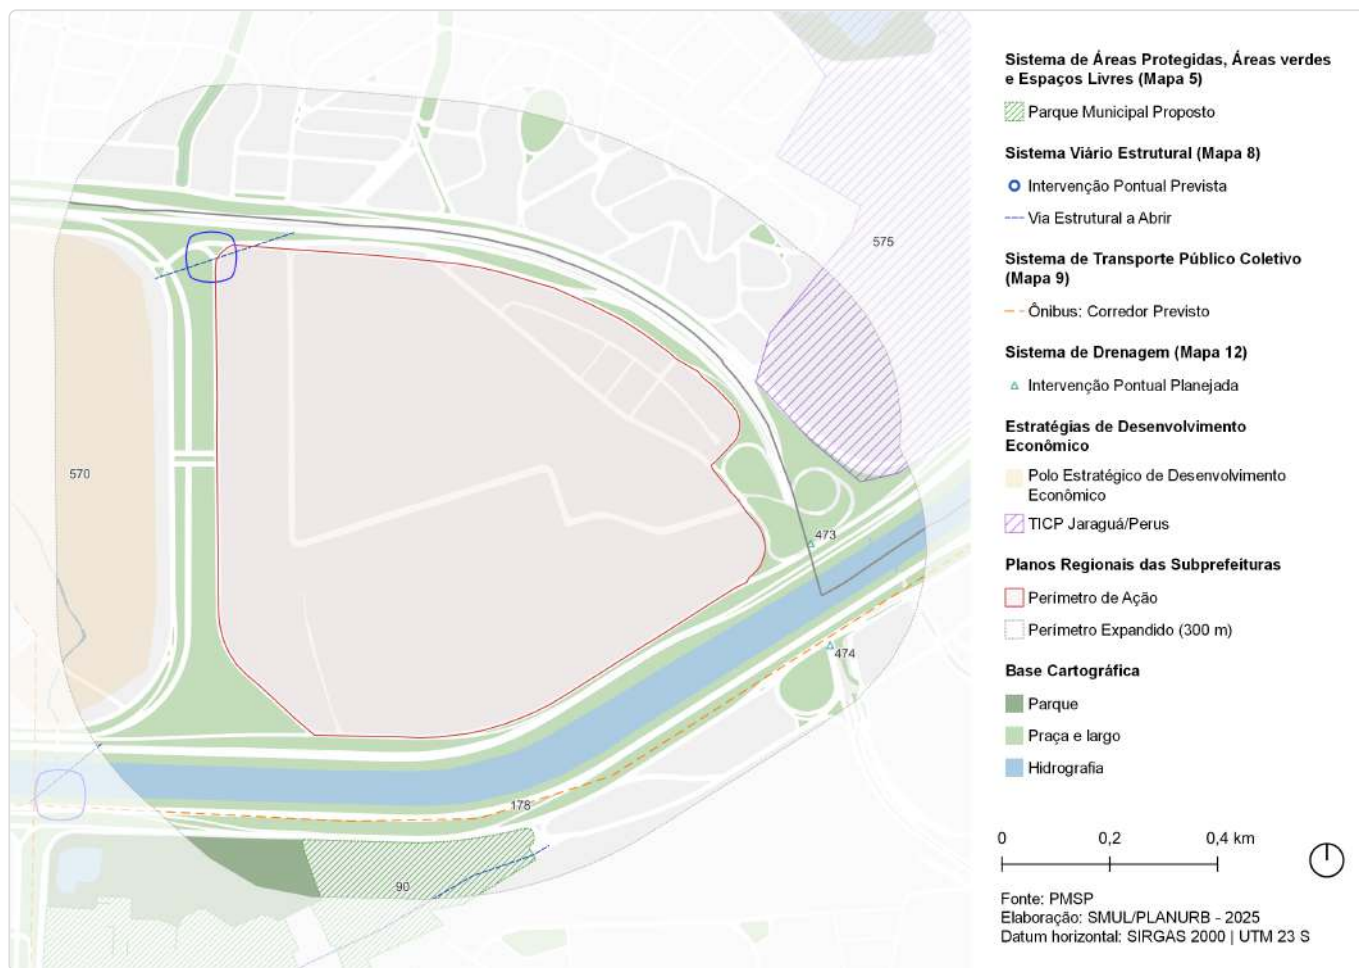 575
570
473
474
178
90
Sistema de Áreas Protegidas, Áreas verdes
e Espaços Livres (Mapa 5)
Parque Municipal Proposto
Sistema Viário Estrutural (Mapa 8)
Intervenção Pontual Prevista
Via Estrutural a Abrir
Sistema de Transporte Público Coletivo
(Mapa 9)
Ônibus: Corredor Previsto
Sistema de Drenagem (Mapa 12)
Intervenção Pontual Planejada
Estratégias de Desenvolvimento
Econômico
Polo Estratégico de Desenvolvimento
Econômico
TICP Jaraguá/Perus
Planos Regionais das Subprefeituras
Perímetro de Ação
Perímetro Expandido (300 m)
Base Cartográfica
Parque
Praça e largo
Hidrografia
0 0,2 0,4 km
Fonte: PMSP
Elaboração: SMUL/PLANURB - 2025
Datum horizontal: SIRGAS 2000 | UTM 23 S